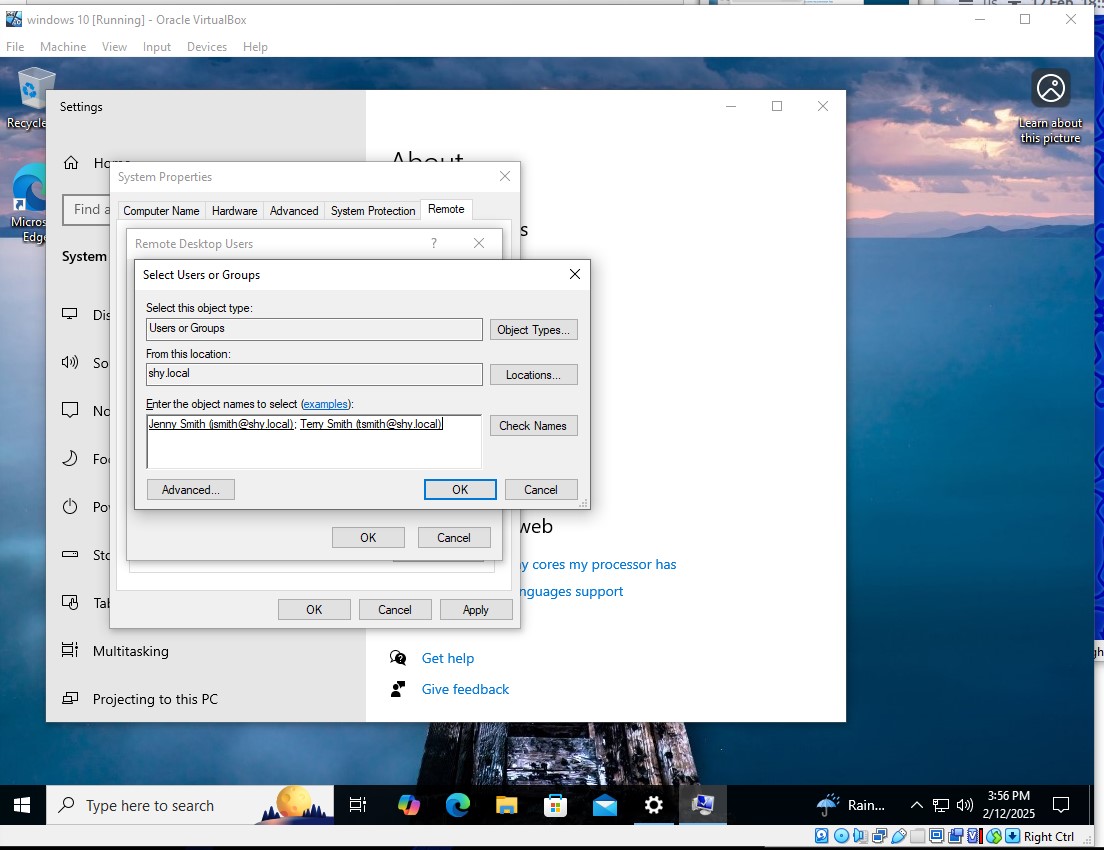 12 Feb
windows 10 [Running] - Oracle VirtualBox
File Machine View Input Devices Help
Recycle
Learn about
this picture
Micros
Edge
Settings
Home
About
Find a
s
System
Dis
So
No
Foc
Pov
Sto
Tab
Multitasking
Projecting to this PC
System Properties
Computer Name Hardware Advanced System Protection Remote
Remote Desktop Users ?
Select Users or Groups
Select this object type:
Users or Groups
Object Types...
From this location:
shy.local
Locations...
Enter the object names to select (examples):
Jenny Smith (jsmith@shy.local); Terry Smith (tsmith@shy.local)
Check Names
Advanced... OK Cancel
OK Cancel
OK Cancel Apply
web
y cores my processor has
nguages support
Get help
Give feedback
Type here to search
Rain...
3:56 PM
2/12/2025
Right Ctrl